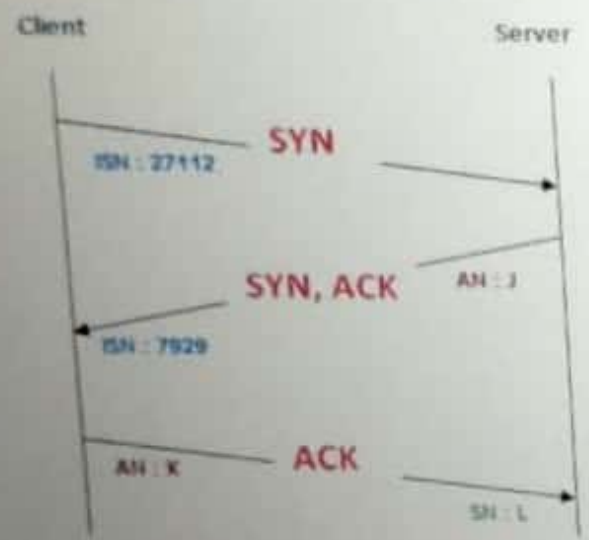 Client
Server
SYN
ISN : 27112
SYN, ACK
AN : J
ISN : 7929
ACK
AN : K
SN : L